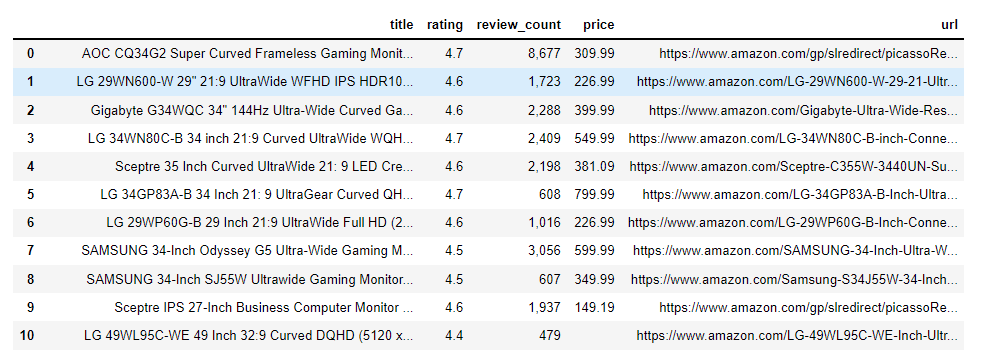 title rating review_count price url
0 AOC CQ34G2 Super Curved Frameless Gaming Monit... 4.7 8,677 309.99 https://www.amazon.com/gp/slredirect/picassoRe...
1 LG 29WN600-W 29" 21:9 UltraWide WFHD IPS HDR10... 4.6 1,723 226.99 https://www.amazon.com/LG-29WN600-W-29-21-Ultr...
2 Gigabyte G34WQC 34" 144Hz Ultra-Wide Curved Ga... 4.6 2,288 399.99 https://www.amazon.com/Gigabyte-Ultra-Wide-Res...
3 LG 34WN80C-B 34 inch 21:9 Curved UltraWide WQH... 4.7 2,409 549.99 https://www.amazon.com/LG-34WN80C-B-inch-Conne...
4 Sceptre 35 Inch Curved UltraWide 21: 9 LED Cre... 4.6 2,198 381.09 https://www.amazon.com/Sceptre-C355W-3440UN-Su...
5 LG 34GP83A-B 34 Inch 21: 9 UltraGear Curved QH... 4.7 608 799.99 https://www.amazon.com/LG-34GP83A-B-Inch-Ultra...
6 LG 29WP60G-B 29 Inch 21:9 UltraWide Full HD (2... 4.6 1,016 226.99 https://www.amazon.com/LG-29WP60G-B-Inch-Conne...
7 SAMSUNG 34-Inch Odyssey G5 Ultra-Wide Gaming M... 4.5 3,056 599.99 https://www.amazon.com/SAMSUNG-34-Inch-Ultra-W...
8 SAMSUNG 34-Inch SJ55W Ultrawide Gaming Monitor... 4.5 607 349.99 https://www.amazon.com/Samsung-S34J55W-34-Inch...
9 Sceptre IPS 27-Inch Business Computer Monitor ... 4.6 1,937 149.19 https://www.amazon.com/gp/slredirect/picassoRe...
10 LG 49WL95C-WE 49 Inch 32:9 Curved DQHD (5120 x... 4.4 479 https://www.amazon.com/LG-49WL95C-WE-Inch-Ultr...